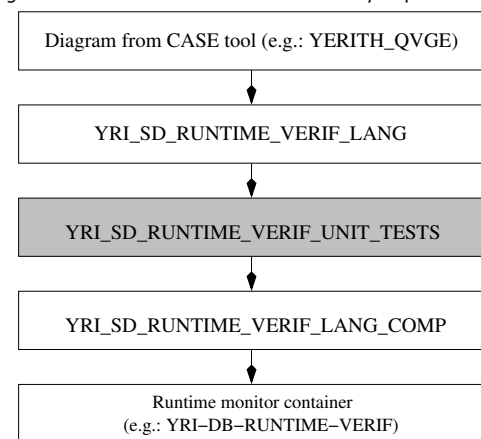 Diagram from CASE tool (e.g.: YERITH_QVGE)
YRI_SD_RUNTIME_VERIF_LANG
YRI_SD_RUNTIME_VERIF_UNIT_TESTS
YRI_SD_RUNTIME_VERIF_LANG_COMP
Runtime monitor container
(e.g.: YRI−DB−RUNTIME−VERIF)